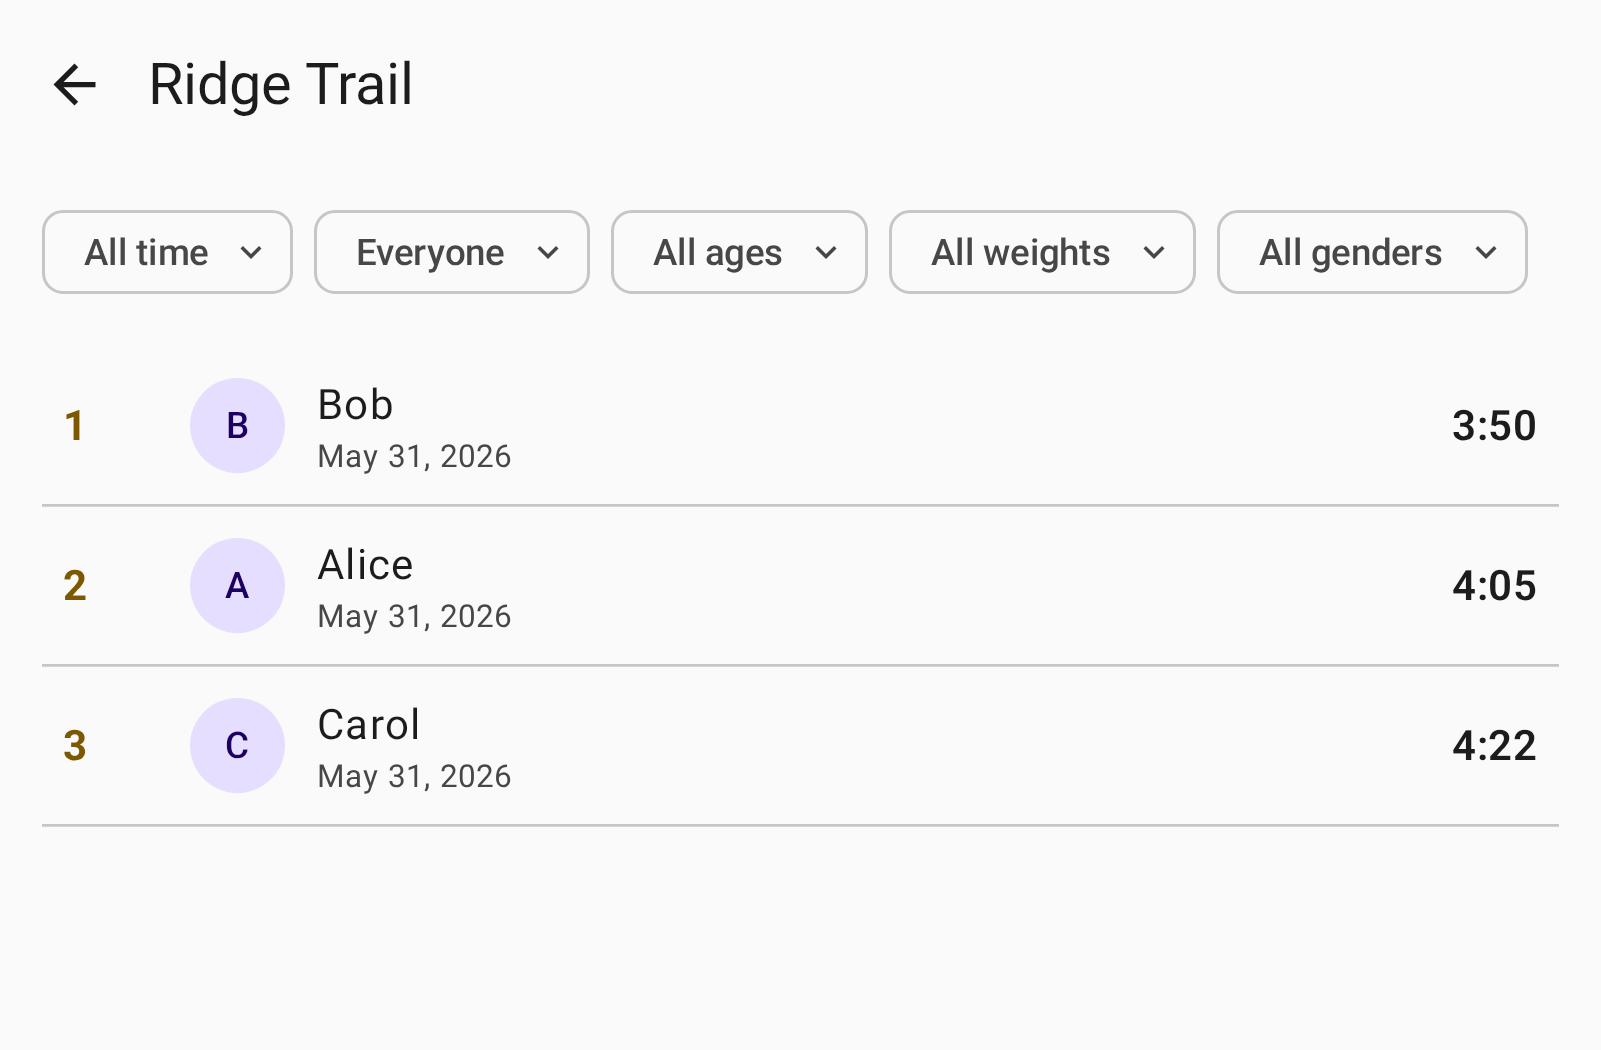 Ridge Trail
All time Everyone All ages All weights All genders
1 B Bob 3:50
May 31, 2026
2 A Alice 4:05
May 31, 2026
3 C Carol 4:22
May 31, 2026